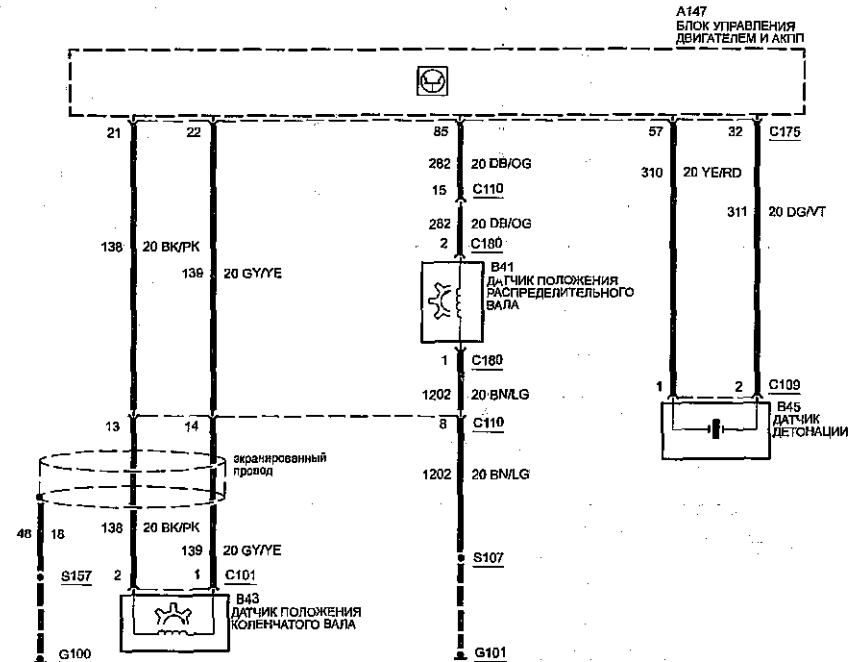 A147
БЛОК УПРАВЛЕНИЯ
ДВИГАТЕЛЕМ И АКПП
21 22 85 57 32 C175
282 20 DB/OG
310 20 YE/RD
15 C110
311 20 DG/VT
282 20 DB/OG
138 20 BK/PK
2 C180
139 20 GY/YE
B41
ДАТЧИК ПОЛОЖЕНИЯ
РАСПРЕДЕЛИТЕЛЬНОГО
ВАЛА
1 C180
1202 20 BN/LG
1 2 C109
B45
ДАТЧИК
ДЕТОНАЦИИ
13 14 8 C110
экранированный
провод
1202 20 BN/LG
48 18 138 20 BK/PK
139 20 GY/YE
S107
S157 2 1 C101
B43
ДАТЧИК ПОЛОЖЕНИЯ
КОЛЕНЧАТОГО ВАЛА
G100
G101